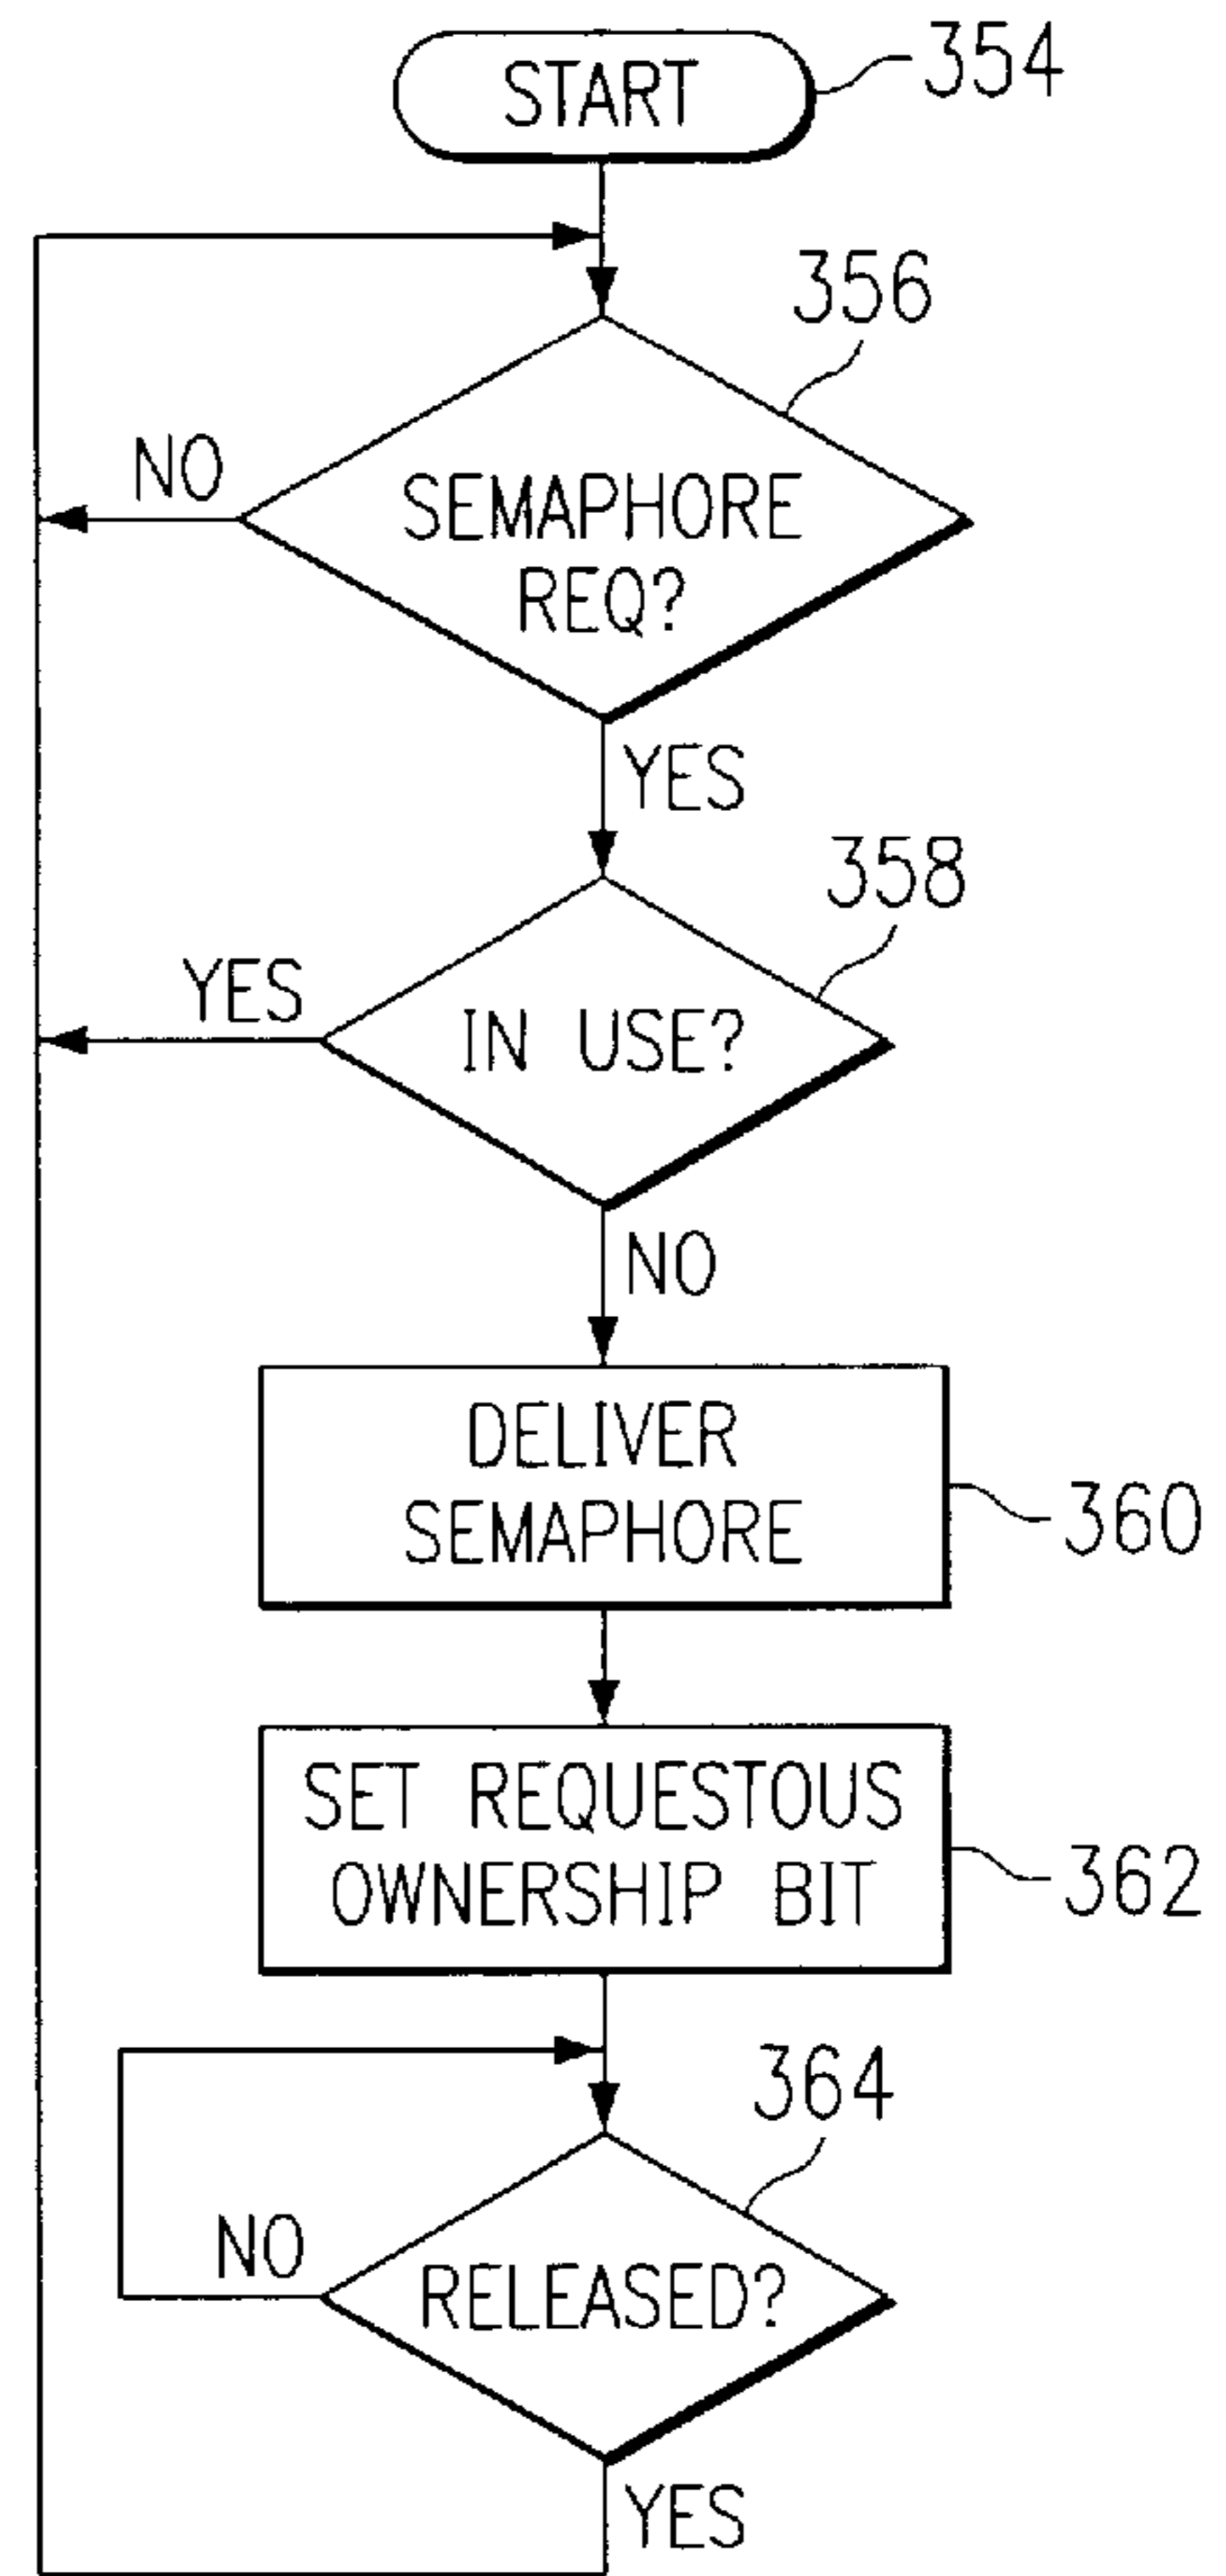 START
354
356
NO
SEMAPHORE
REQ?
YES
358
YES
IN USE?
NO
DELIVER
SEMAPHORE
360
SET REQUESTOUS
OWNERSHIP BIT
362
364
NO
RELEASED?
YES